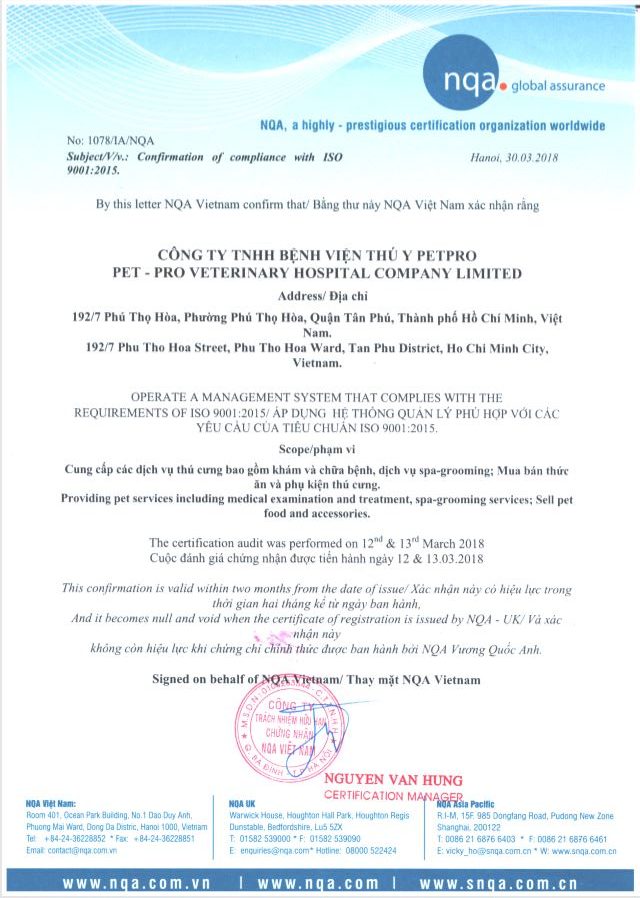 nqa. global assurance
NQA, a highly - prestigious certification organization worldwide
No: 1078/IA/NQA
Subject/V/v.: Confirmation of compliance with ISO
9001:2015.
Hanoi, 30.03.2018
By this letter NQA Vietnam confirm that/ Bằng thư này NQA Việt Nam xác nhận rằng
CÔNG TY TNHH BỆNH VIỆN THÚ Y PETPRO
PET - PRO VETERINARY HOSPITAL COMPANY LIMITED
Address/ Địa chỉ
192/7 Phú Thọ Hòa, Phường Phú Thọ Hòa, Quận Tân Phú, Thành phố Hồ Chí Minh, Việt
Nam.
192/7 Phu Tho Hoa Street, Phu Tho Hoa Ward, Tan Phu District, Ho Chi Minh City,
Vietnam.
OPERATE A MANAGEMENT SYSTEM THAT COMPLIES WITH THE
REQUIREMENTS OF ISO 9001:2015/ ÁP DỤNG HỆ THỐNG QUẢN LÝ PHÙ HỢP VỚI CÁC
YÊU CẦU CỦA TIÊU CHUẨN ISO 9001:2015.
Scope/phạm vi
Cung cấp các dịch vụ thú cưng bao gồm khám và chữa bệnh, dịch vụ spa-grooming; Mua bán thức
ăn và phụ kiện thú cưng.
Providing pet services including medical examination and treatment, spa-grooming services; Sell pet
food and accessories.
The certification audit was performed on 12nd & 13rd March 2018
Cuộc đánh giá chứng nhận được tiến hành ngày 12 & 13.03.2018
This confirmation is valid within two months from the date of issue/ Xác nhận này có hiệu lực trong
thời gian hai tháng kể từ ngày ban hành,
And it becomes null and void when the certificate of registration is issued by NQA - UK/ Và xác
nhận này
không còn hiệu lực khi chứng chỉ chính thức được ban hành bởi NQA Vương Quốc Anh.
Signed on behalf of NQA Vietnam/ Thay mặt NQA Vietnam
CÔNG TY
TRÁCH NHIỆM HỮU HẠN
CHỨNG NHẬN
NQA VIỆT NAM
Q. BA ĐÌNH - T.P HÀ NỘI
NGUYEN VAN HUNG
CERTIFICATION MANAGER
NQA Việt Nam:
Room 401, Ocean Park Building, No.1 Dao Duy Anh,
Phuong Mai Ward, Dong Da Distric, Hanoi 1000, Vietnam
Tel: +84-24-36228852 * Fax: +84-24-36228851
Email: contact@nqa.com.vn
NQA UK
Warwick House, Houghton Hall Park, Houghton Regis
Dunstable, Bedfordshire, Lu5 5ZX
T: 01582 539000 * F: 01582 539090
E: enquiries@nqa.com* Hotline: 08000 522424
NQA Asia Pacific
R.I-M, 15F. 985 Dongfang Road, Pudong New Zone
Shanghai, 200122
T: 0086 21 6876 6403 * F: 0086 21 6876 6461
E: vicky_ho@snqa.com.cn * W: www.snqa.com.cn
www.nqa.com.vn | www.nqa.com | www.snqa.com.cn